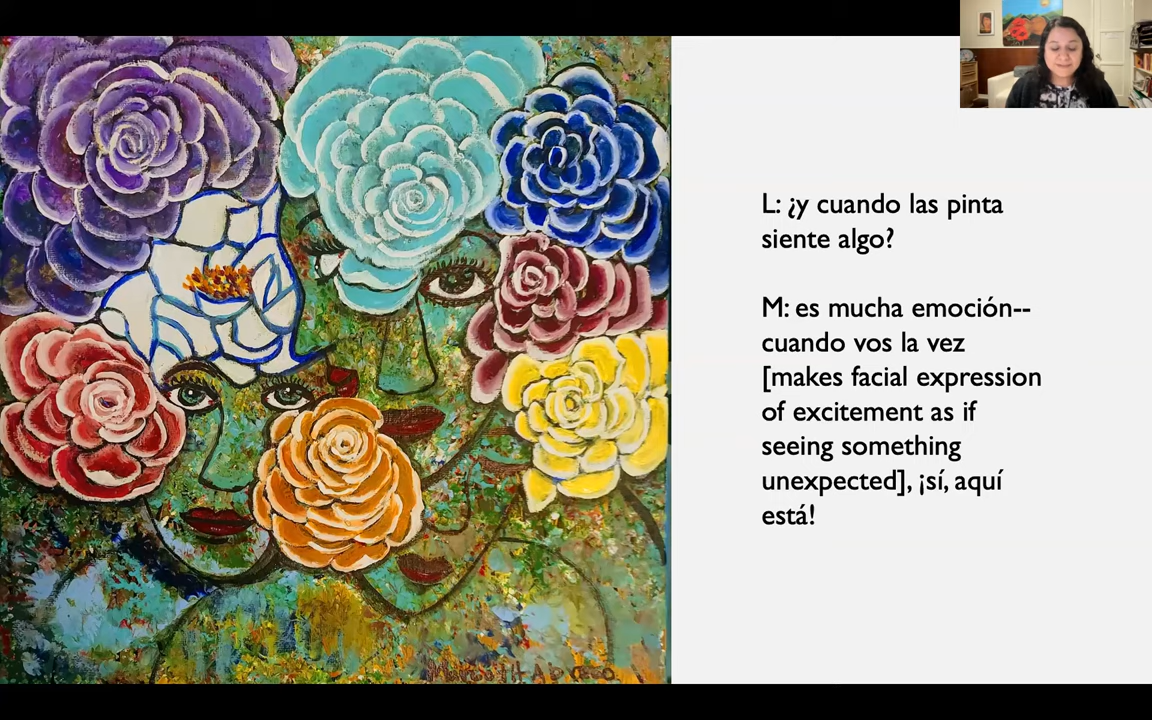 L: ¿y cuando las pinta
siente algo?
M: es mucha emoción--
cuando vos la vez
[makes facial expression
of excitement as if
seeing something
unexpected], ¡sí, aquí
está!